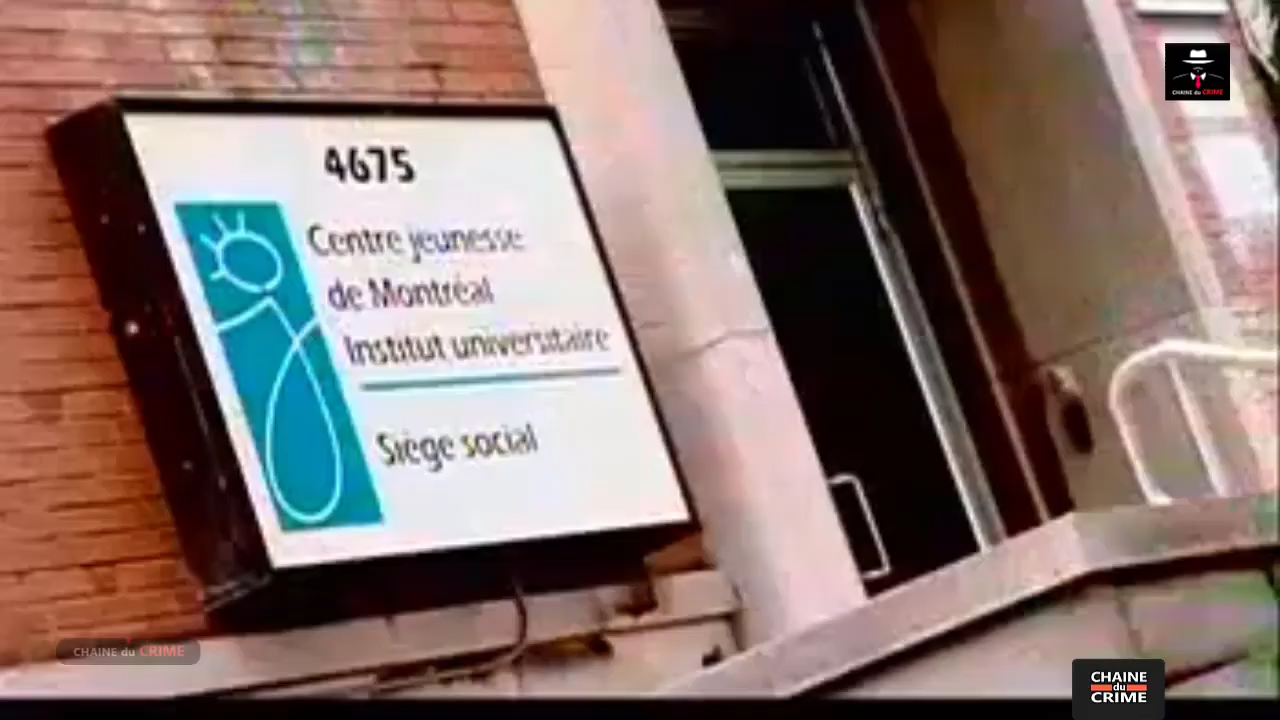 CHAINE du CRIME
4675
Centre jeunesse
de Montréal
Institut universitaire
Siège social
CHAINE du CRIME
CHAINE
du
CRIME